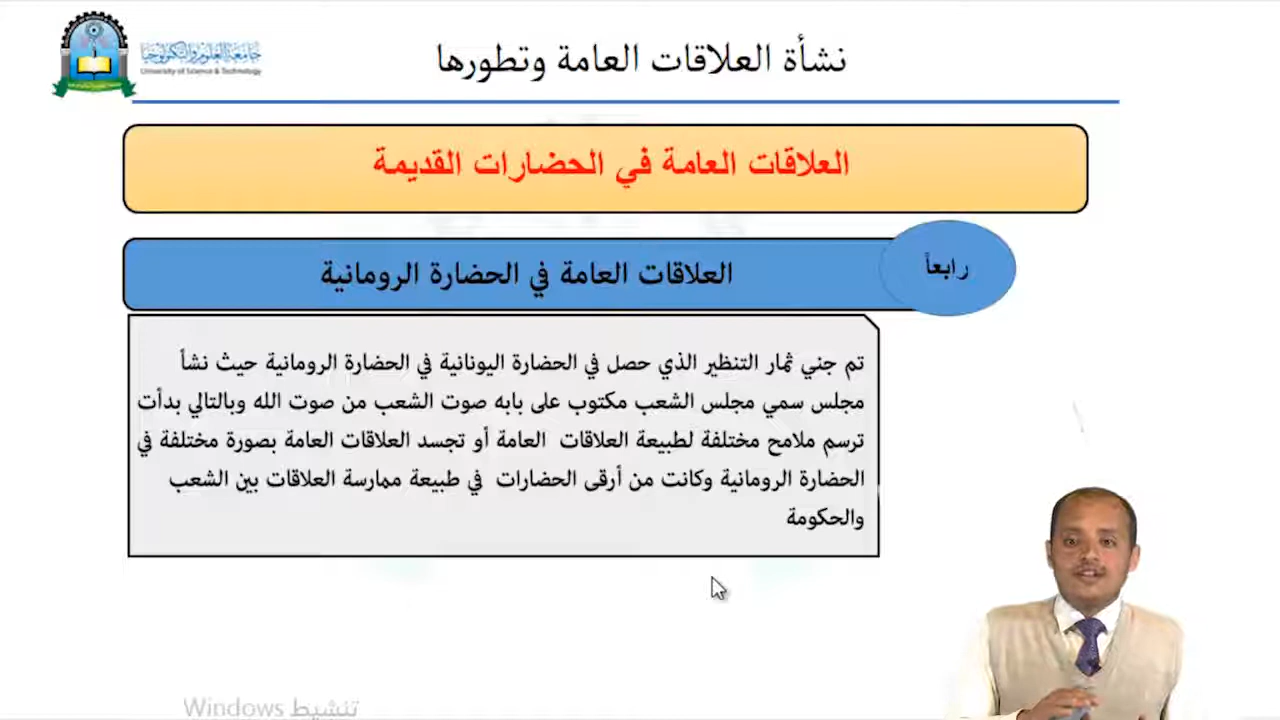 نشأة العلاقات العامة وتطورها
جامعة العلوم والتكنولوجيا
University of Science & Technology
العلاقات العامة في الحضارات القديمة
رابعاً
العلاقات العامة في الحضارة الرومانية
تم جني ثمار التنظير الذي حصل في الحضارة اليونانية في الحضارة الرومانية حيث نشأ
مجلس سمي مجلس الشعب مكتوب على بابه صوت الشعب من صوت الله وبالتالي بدأت
ترسم ملامح مختلفة لطبيعة العلاقات العامة أو تجسد العلاقات العامة بصورة مختلفة في
الحضارة الرومانية وكانت من أرقى الحضارات في طبيعة ممارسة العلاقات بين الشعب
والحكومة
تنشيط Windows